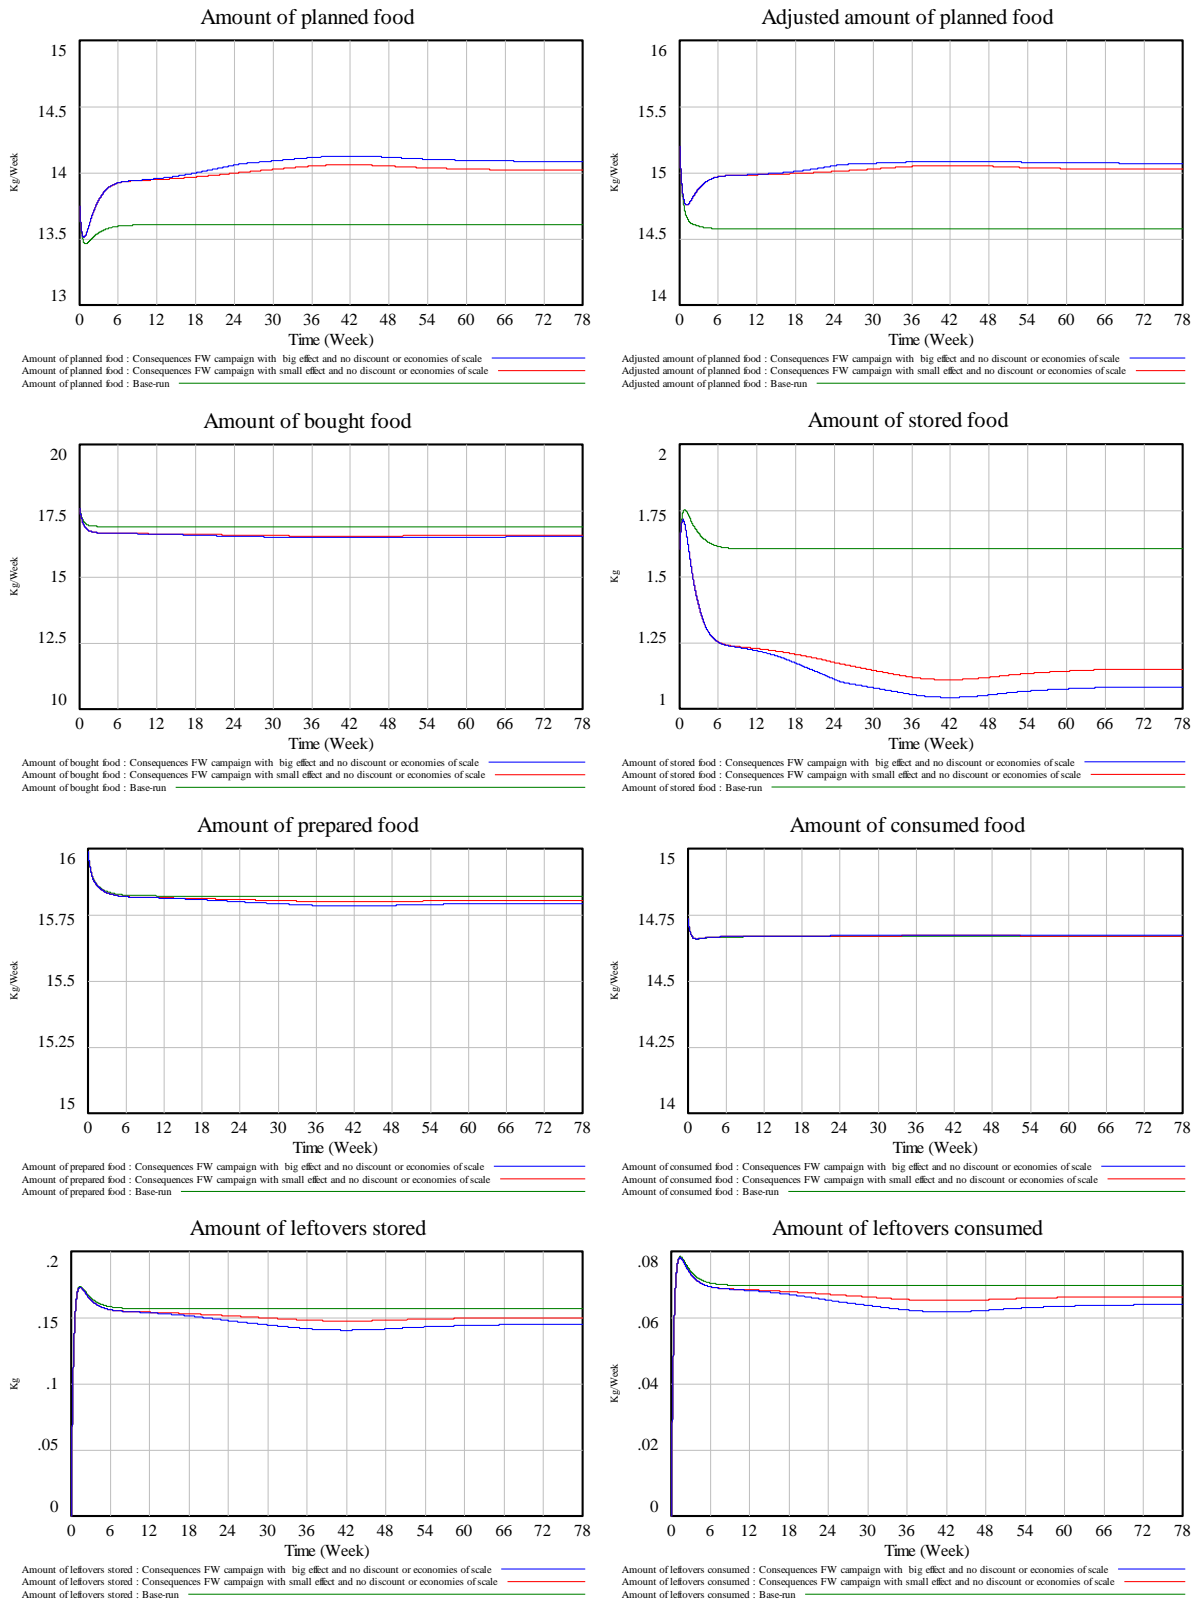 Amount of planned food
15
14.5
14
13.5
13
Kg/Week
0 6 12 18 24 30 36 42 48 54 60 66 72 78
Time (Week)
Amount of planned food : Consequences FW campaign with  big effect and no discount or economies of scale
Amount of planned food : Consequences FW campaign with small effect and no discount or economies of scale
Amount of planned food : Base-run
Adjusted amount of planned food
16
15.5
15
14.5
14
Kg/Week
0 6 12 18 24 30 36 42 48 54 60 66 72 78
Time (Week)
Adjusted amount of planned food : Consequences FW campaign with  big effect and no discount or economies of scale
Adjusted amount of planned food : Consequences FW campaign with small effect and no discount or economies of scale
Adjusted amount of planned food : Base-run
Amount of bought food
20
17.5
15
12.5
10
Kg/Week
0 6 12 18 24 30 36 42 48 54 60 66 72 78
Time (Week)
Amount of bought food : Consequences FW campaign with  big effect and no discount or economies of scale
Amount of bought food : Consequences FW campaign with small effect and no discount or economies of scale
Amount of bought food : Base-run
Amount of stored food
2
1.75
1.5
1.25
1
Kg
0 6 12 18 24 30 36 42 48 54 60 66 72 78
Time (Week)
Amount of stored food : Consequences FW campaign with  big effect and no discount or economies of scale
Amount of stored food : Consequences FW campaign with small effect and no discount or economies of scale
Amount of stored food : Base-run
Amount of prepared food
16
15.75
15.5
15.25
15
Kg/Week
0 6 12 18 24 30 36 42 48 54 60 66 72 78
Time (Week)
Amount of prepared food : Consequences FW campaign with  big effect and no discount or economies of scale
Amount of prepared food : Consequences FW campaign with small effect and no discount or economies of scale
Amount of prepared food : Base-run
Amount of consumed food
15
14.75
14.5
14.25
14
Kg/Week
0 6 12 18 24 30 36 42 48 54 60 66 72 78
Time (Week)
Amount of consumed food : Consequences FW campaign with  big effect and no discount or economies of scale
Amount of consumed food : Consequences FW campaign with small effect and no discount or economies of scale
Amount of consumed food : Base-run
Amount of leftovers stored
.2
.15
.1
.05
0
Kg
0 6 12 18 24 30 36 42 48 54 60 66 72 78
Time (Week)
Amount of leftovers stored : Consequences FW campaign with  big effect and no discount or economies of scale
Amount of leftovers stored : Consequences FW campaign with small effect and no discount or economies of scale
Amount of leftovers stored : Base-run
Amount of leftovers consumed
.08
.06
.04
.02
0
Kg/Week
0 6 12 18 24 30 36 42 48 54 60 66 72 78
Time (Week)
Amount of leftovers consumed : Consequences FW campaign with  big effect and no discount or economies of scale
Amount of leftovers consumed : Consequences FW campaign with small effect and no discount or economies of scale
Amount of leftovers consumed : Base-run